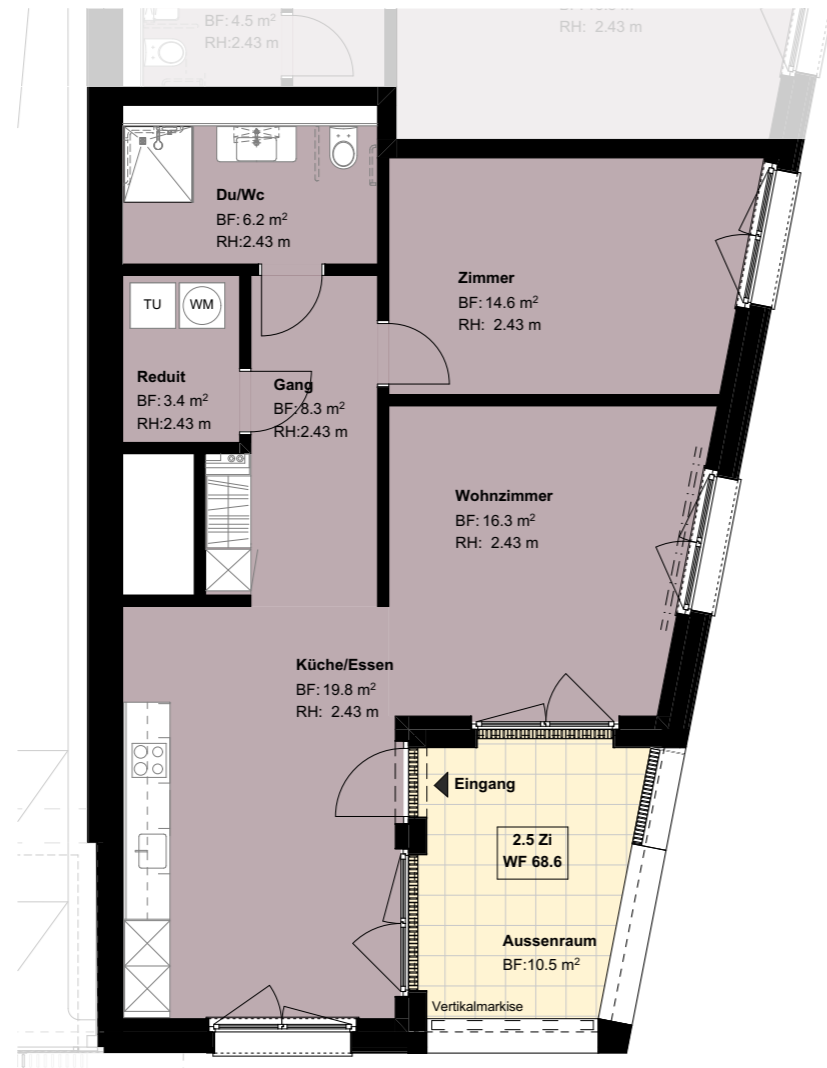 BF: 4.5 m²
RH:2.43 m
RH: 2.43 m
Du/Wc
BF: 6.2 m²
RH:2.43 m
Zimmer
BF: 14.6 m²
RH: 2.43 m
TU
WM
Reduit
BF: 3.4 m²
RH:2.43 m
Gang
BF: 8.3 m²
RH:2.43 m
Wohnzimmer
BF: 16.3 m²
RH: 2.43 m
Küche/Essen
BF: 19.8 m²
RH: 2.43 m
Eingang
2.5 Zi
WF 68.6
Aussenraum
BF:10.5 m²
Vertikalmarkise